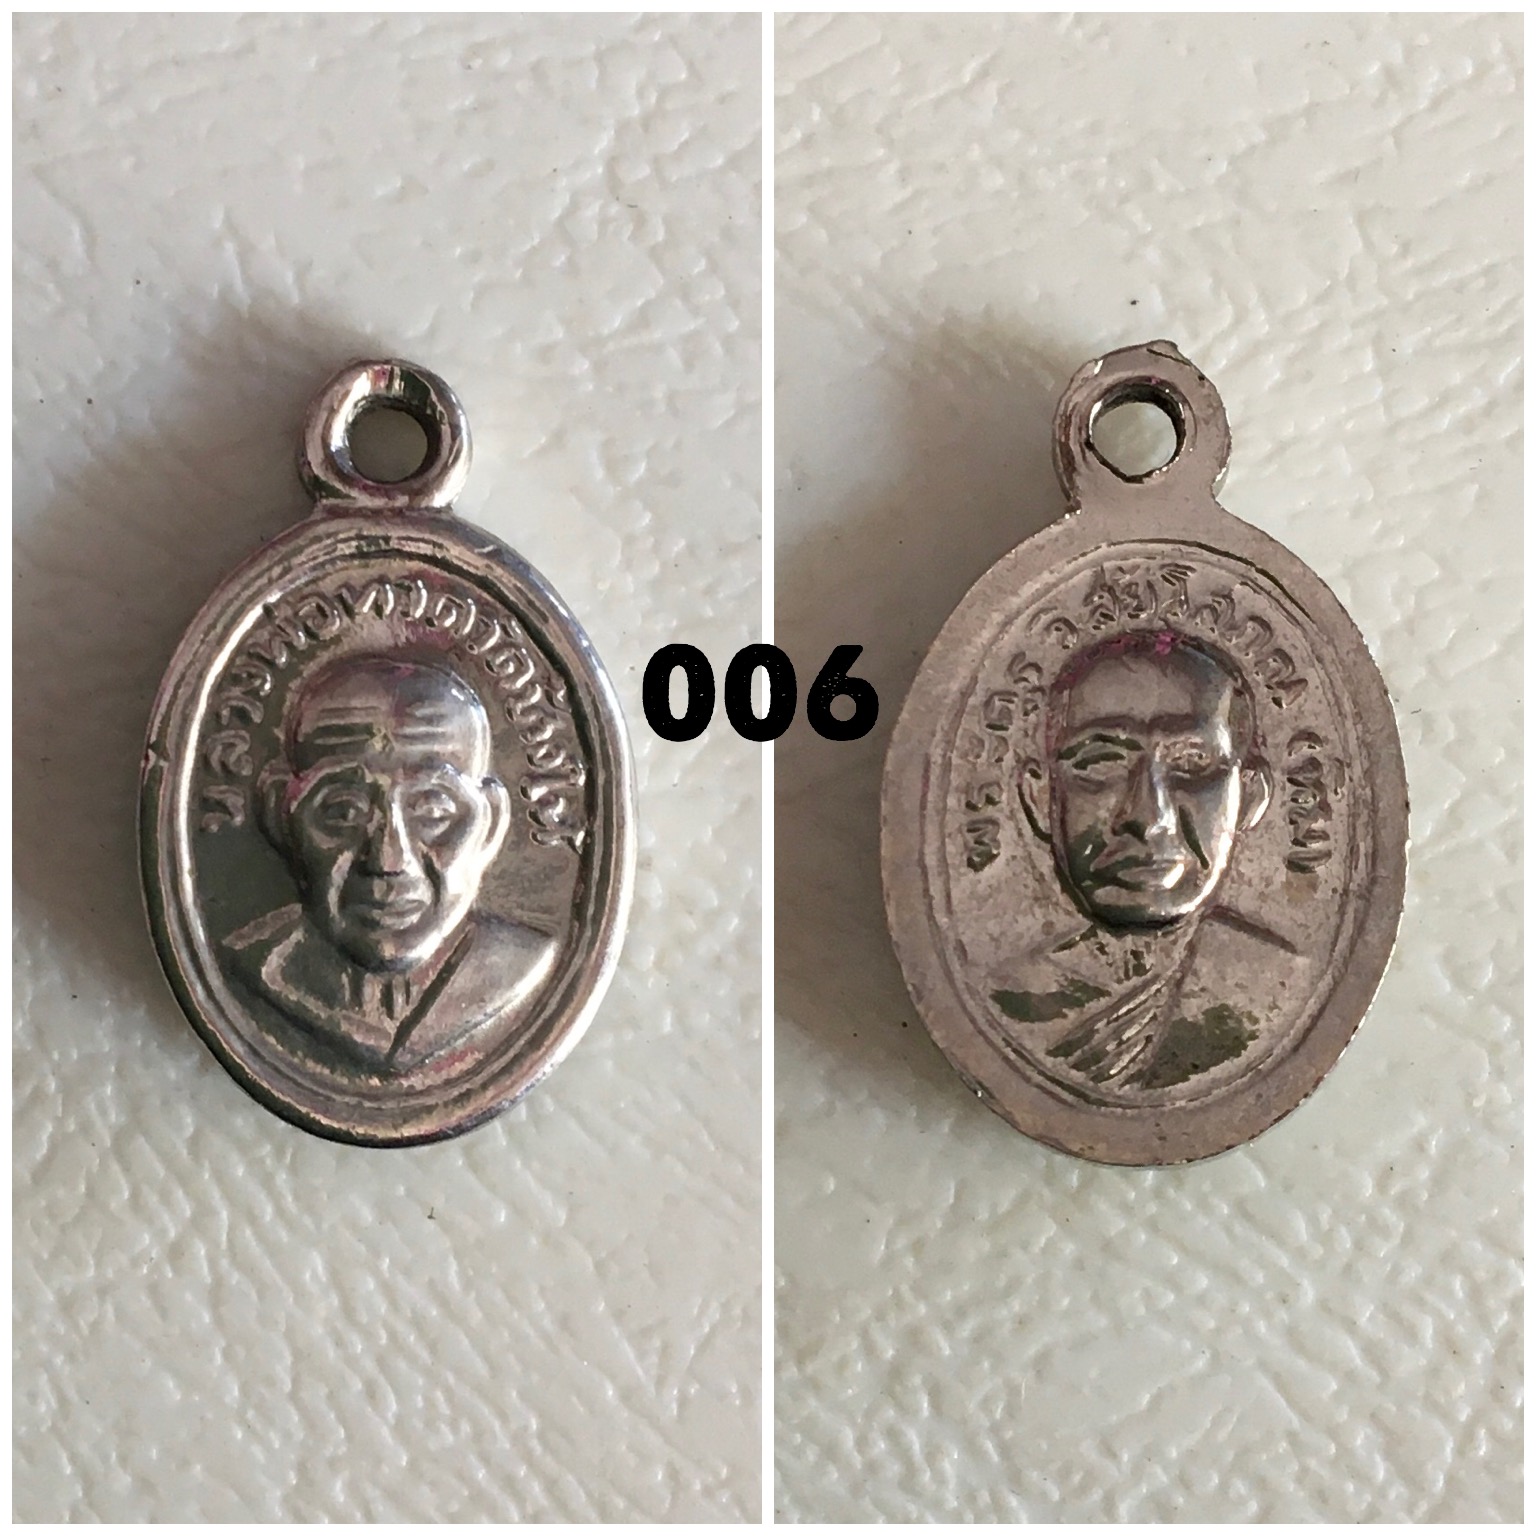 หลวงพ่อทวดวัดช้างให้
006
พระครูวิสัยโสภณ (ทิม)